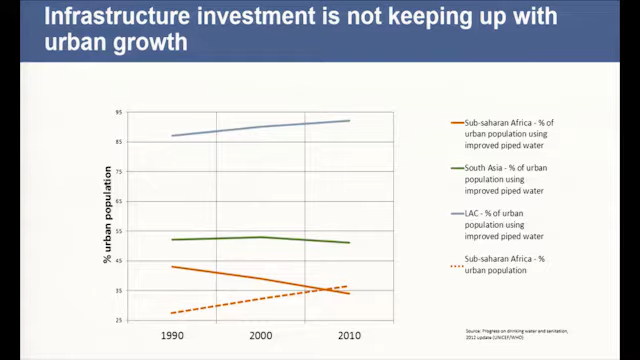 Infrastructure investment is not keeping up with
urban growth
95
85
75
65
55
45
35
25
% urban population
1990
2000
2010
Sub-saharan Africa - % of
urban population using
improved piped water
South Asia - % of urban
population using
improved piped water
LAC - % of urban
population using
improved piped water
Sub-saharan Africa - %
urban population
Source: Progress on drinking water and sanitation,
2012 update (UNICEF/WHO)